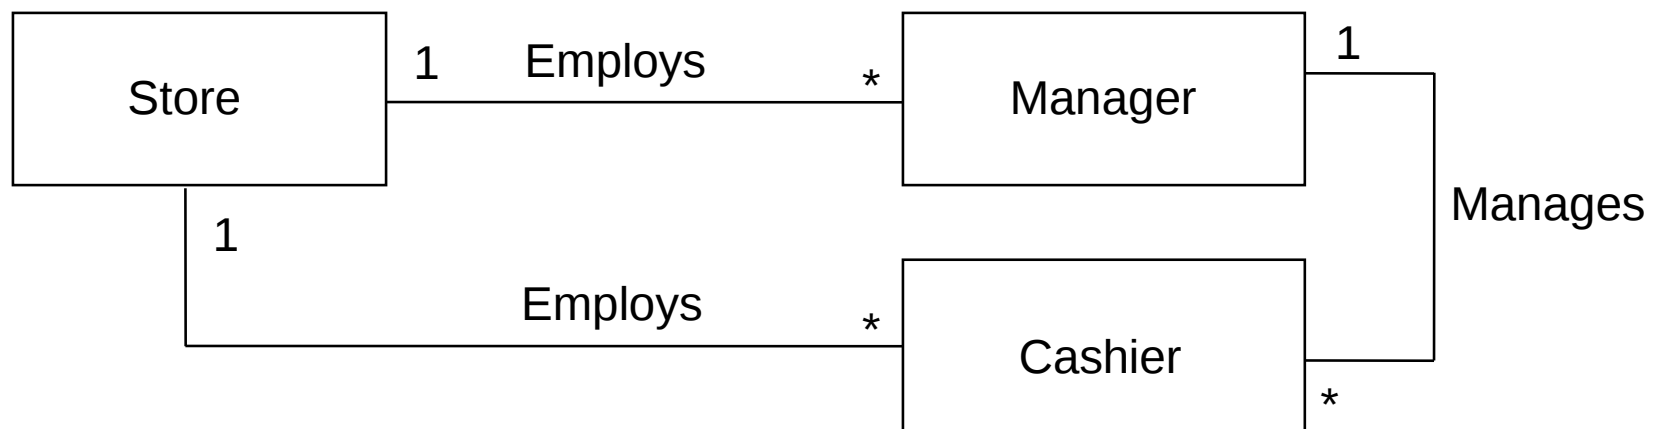 Store
1
Employs
*
Manager
1
Manages
1
Employs
*
Cashier
*